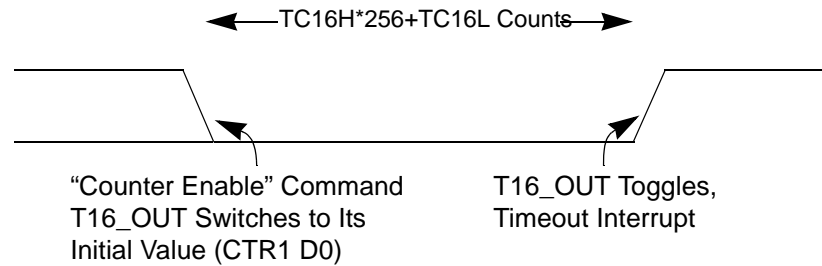 TC16H*256+TC16L Counts
“Counter Enable” Command
T16_OUT Switches to Its
Initial Value (CTR1 D0)
T16_OUT Toggles,
Timeout Interrupt